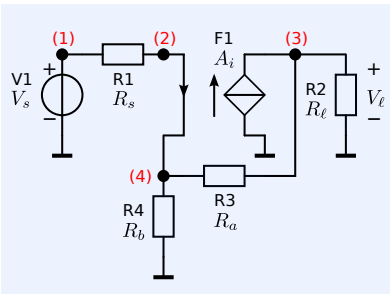 (1)
(2)
(3)
+
V1
V_s
−
R1
R_s
F1
A_i
R2
R_ℓ
+
V_ℓ
−
(4)
R3
R_a
R4
R_b